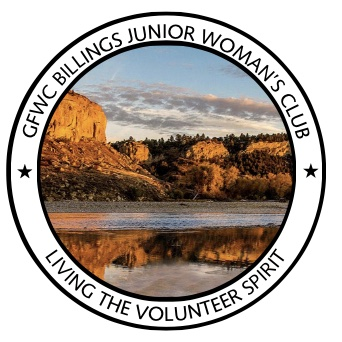 GFWC BILLINGS JUNIOR WOMAN'S CLUB
LIVING THE VOLUNTEER SPIRIT